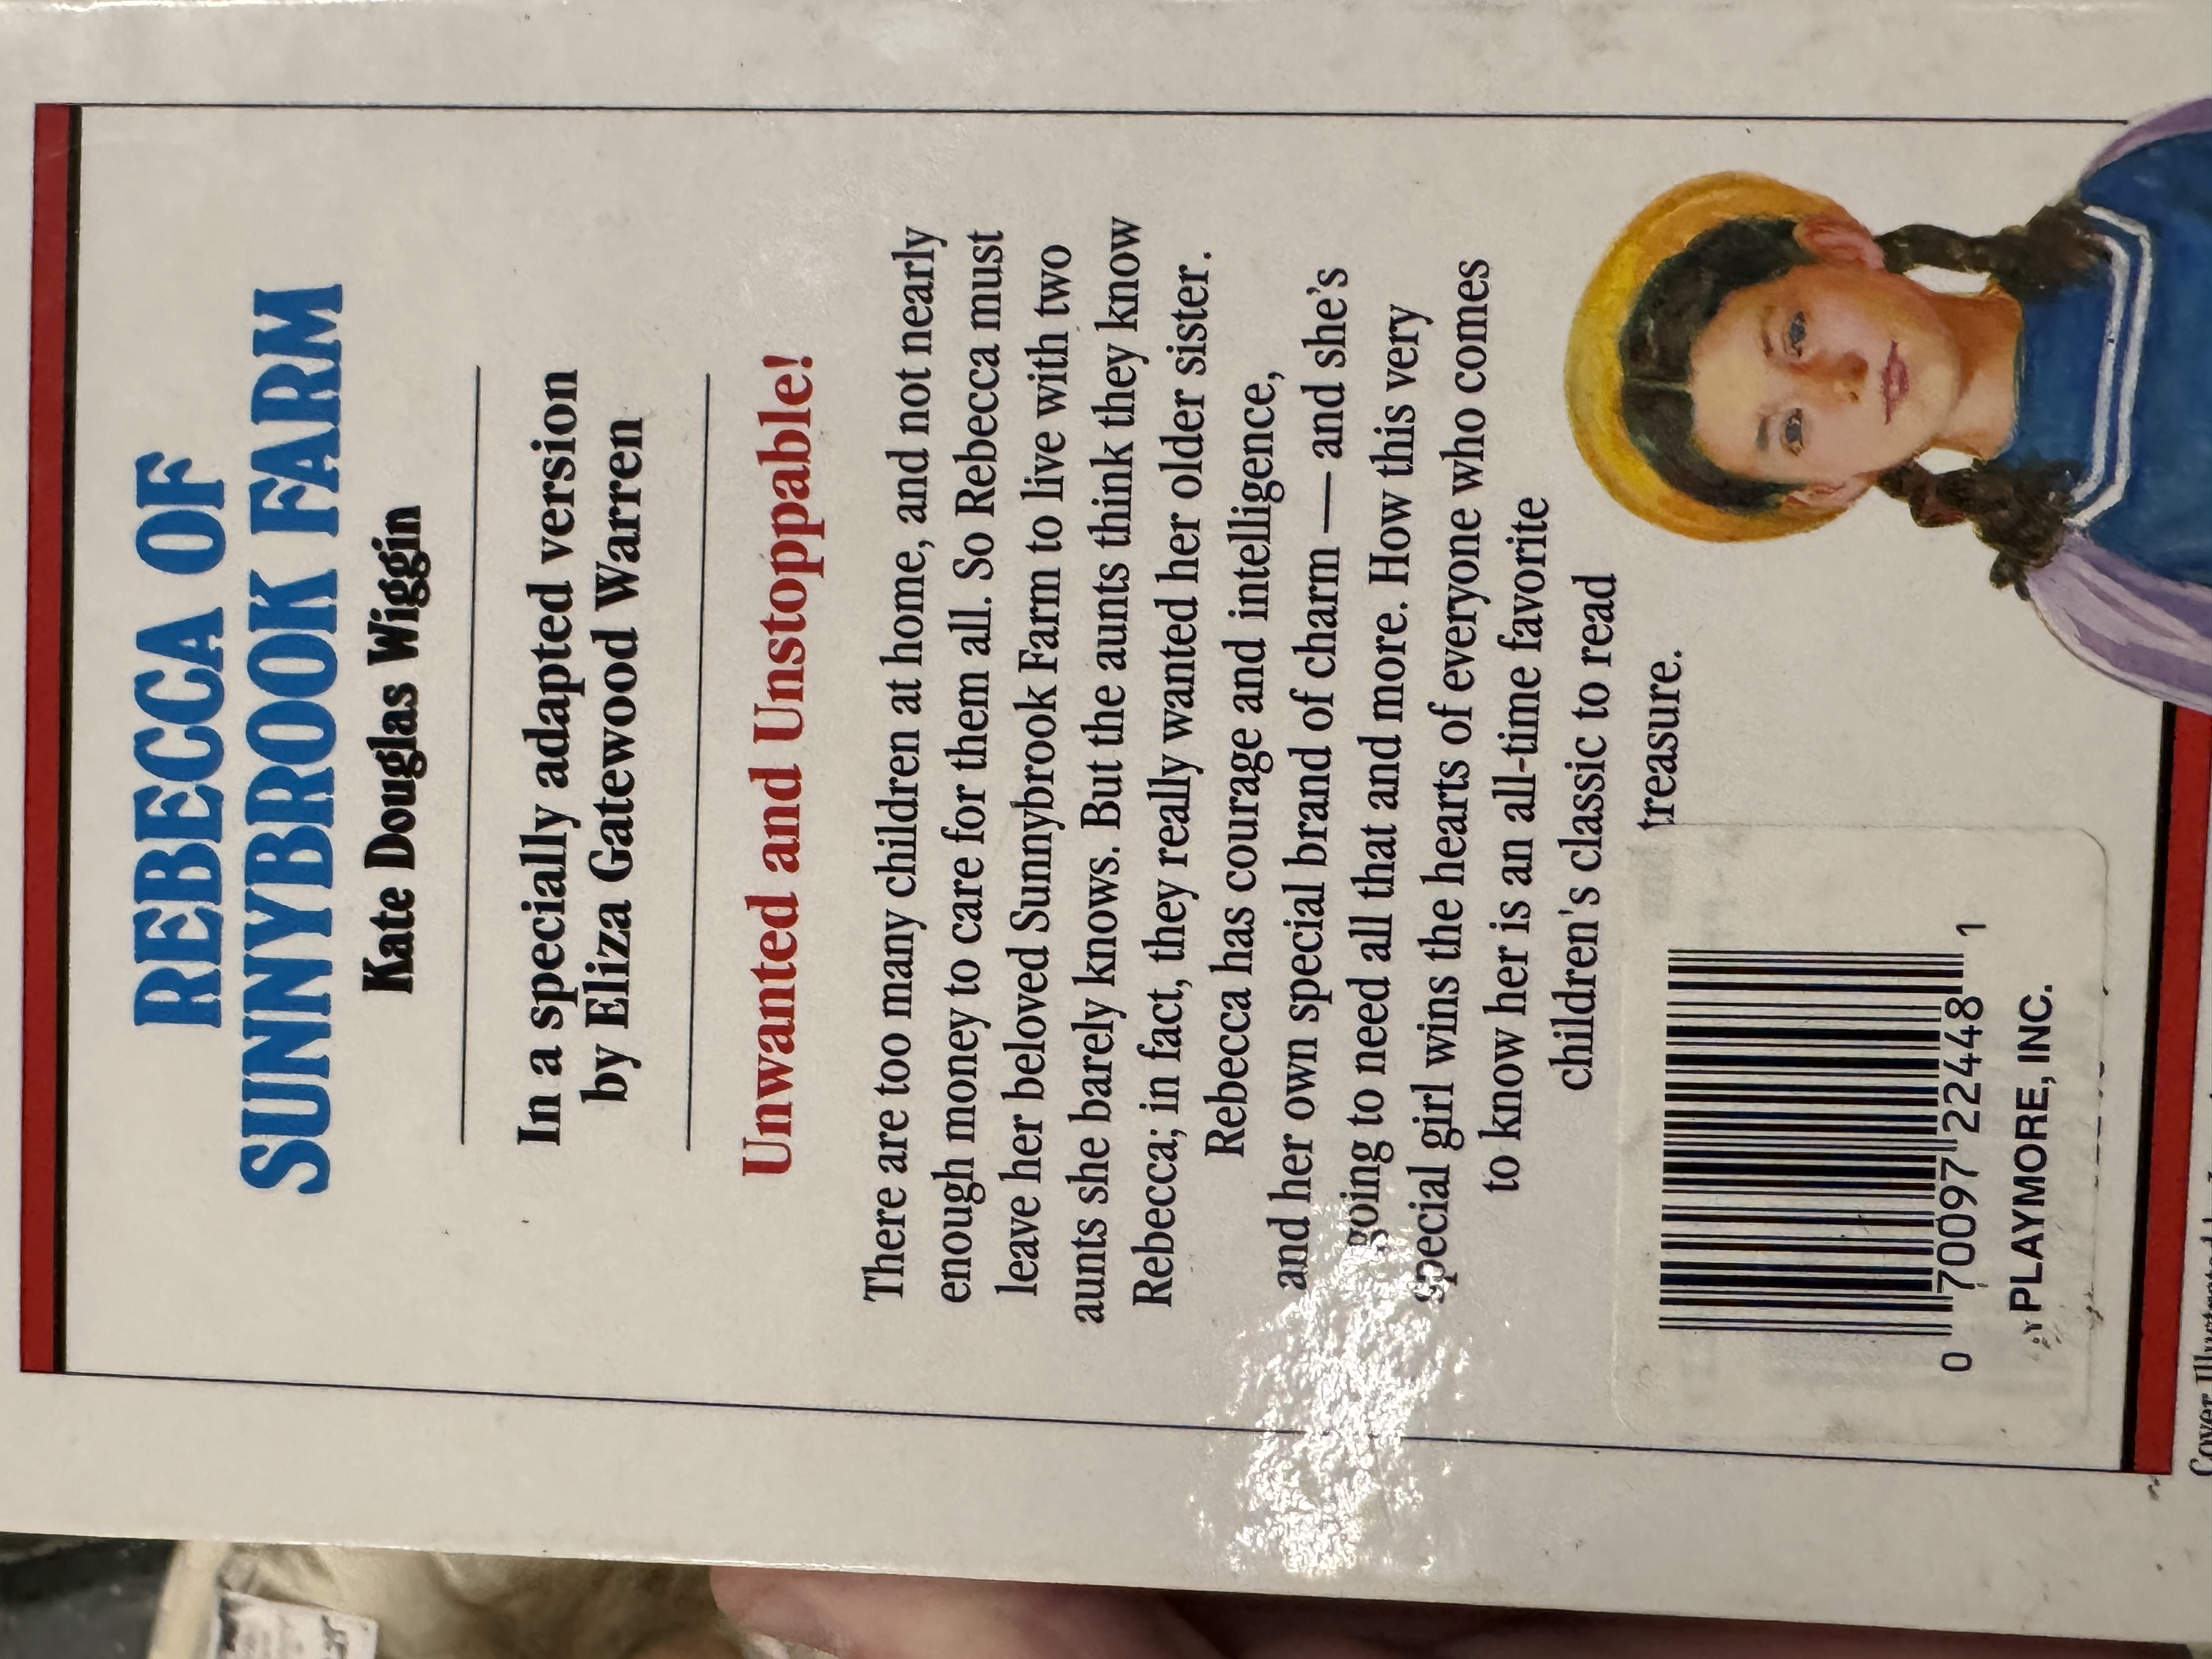 REBECCA OF
SUNNYBROOK FARM
Kate Douglas Wiggin
In a specially adapted version
by Eliza Gatewood Warren
Unwanted and Unstoppable!
There are too many children at home, and not nearly
enough money to care for them all. So Rebecca must
leave her beloved Sunnybrook Farm to live with two
aunts she barely knows. But the aunts think they know
Rebecca; in fact, they really wanted her older sister.
Rebecca has courage and intelligence,
and her own special brand of charm — and she's
going to need all that and more. How this very
special girl wins the hearts of everyone who comes
to know her is an all-time favorite
children's classic to read
treasure.
0 70097 22448 1
PLAYMORE, INC.
Cover Illustrated